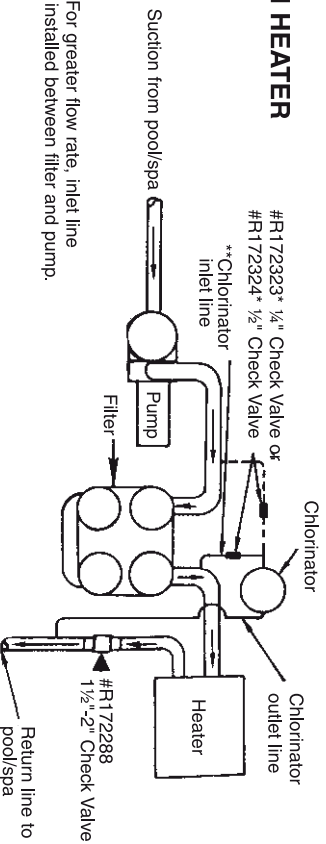 HEATER
#R172323* ¼" Check Valve or
#R172324* ½" Check Valve
**Chlorinator
inlet line
Chlorinator
Suction from pool/spa
Pump
Filter
Heater
Chlorinator
outlet line
#R172288
1½"-2" Check Valve
Return line to
pool/spa
For greater flow rate, inlet line
installed between filter and pump.